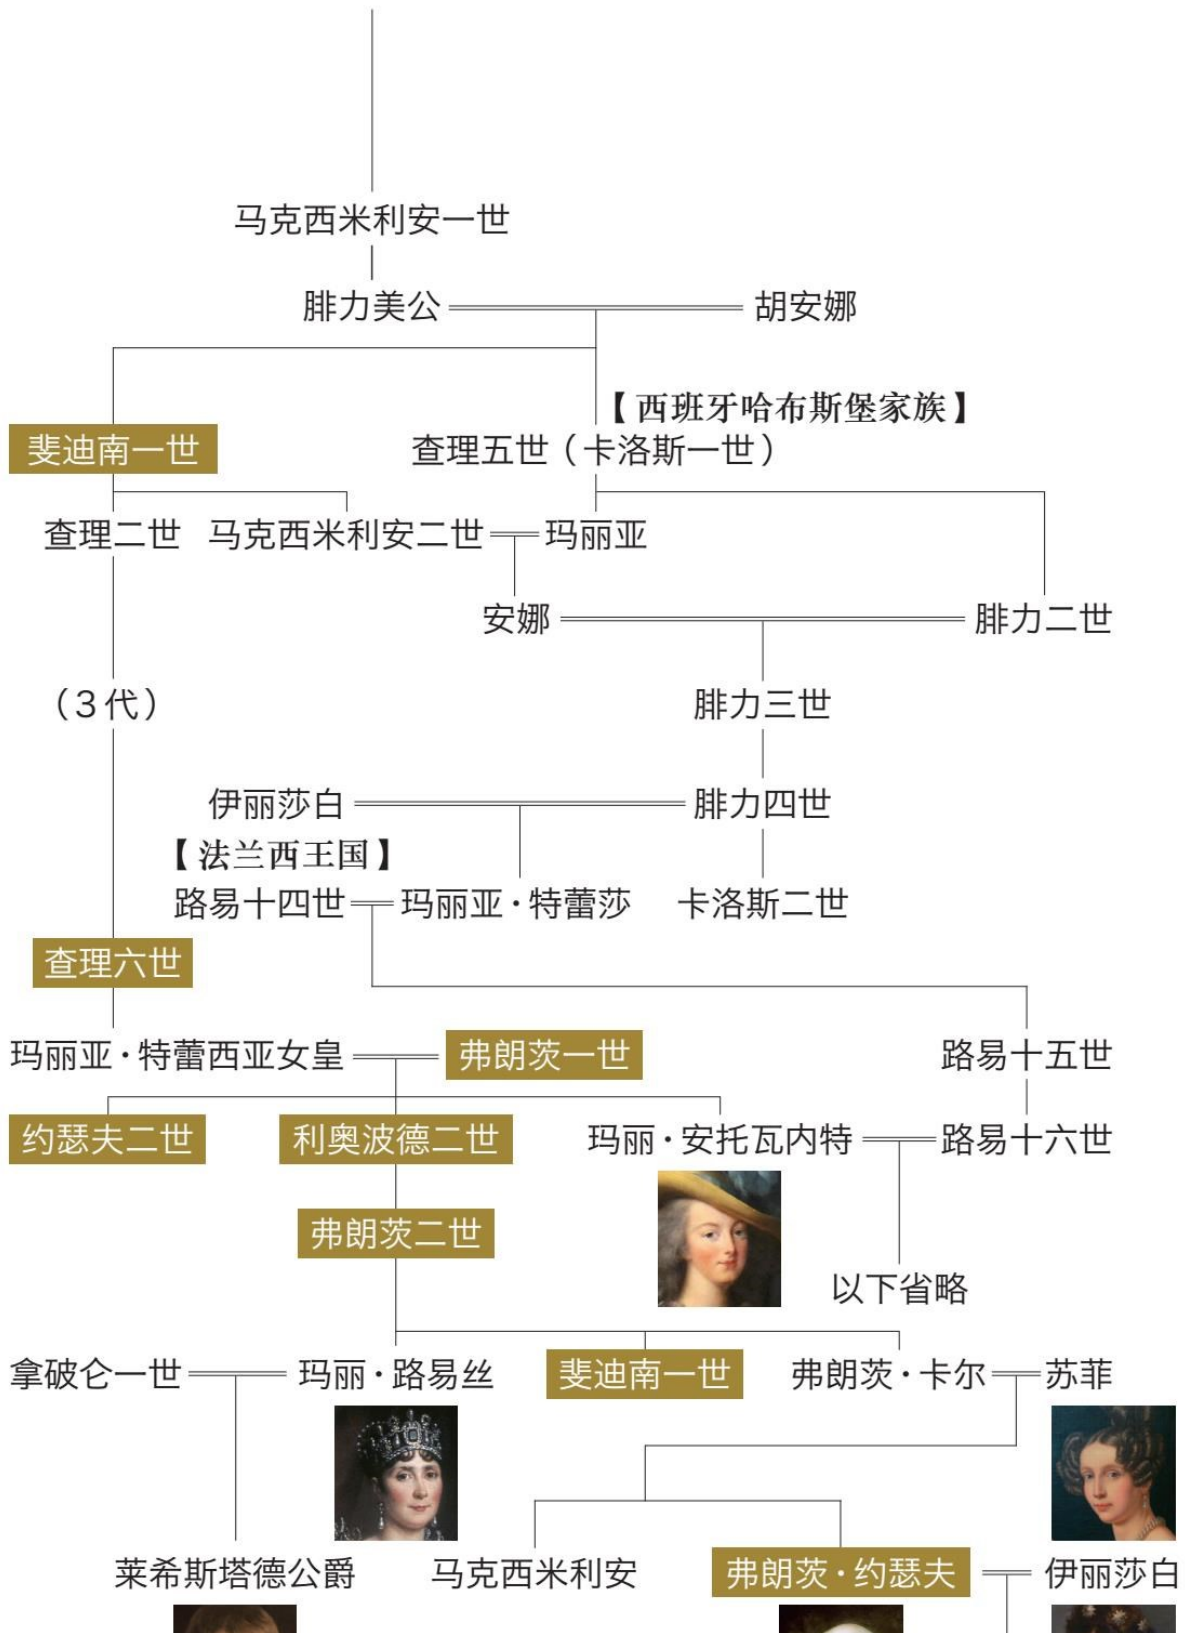 马克西米利安一世
腓力美公 胡安娜
【西班牙哈布斯堡家族】
斐迪南一世 查理五世（卡洛斯一世）
查理二世 马克西米利安二世 玛丽亚
安娜 腓力二世
（3代） 腓力三世
伊丽莎白 腓力四世
【法兰西王国】
路易十四世 玛丽亚·特蕾莎 卡洛斯二世
查理六世
玛丽亚·特蕾西亚女皇 弗朗茨一世 路易十五世
约瑟夫二世 利奥波德二世 玛丽·安托瓦内特 路易十六世
弗朗茨二世
以下省略
拿破仑一世 玛丽·路易丝 斐迪南一世 弗朗茨·卡尔 苏菲
莱希斯塔德公爵 马克西米利安 弗朗茨·约瑟夫 伊丽莎白